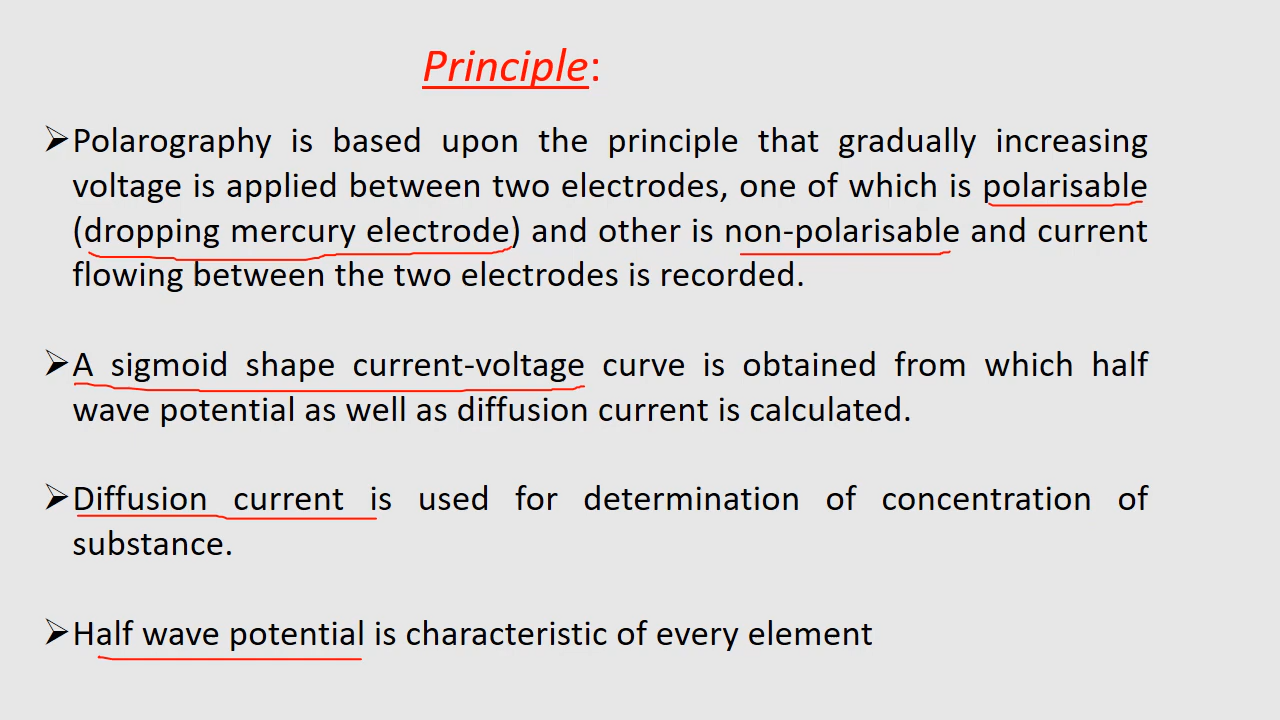 Principle:
➢Polarography is based upon the principle that gradually increasing
voltage is applied between two electrodes, one of which is polarisable
(dropping mercury electrode) and other is non-polarisable and current
flowing between the two electrodes is recorded.
➢A sigmoid shape current-voltage curve is obtained from which half
wave potential as well as diffusion current is calculated.
➢Diffusion current is used for determination of concentration of
substance.
➢Half wave potential is characteristic of every element